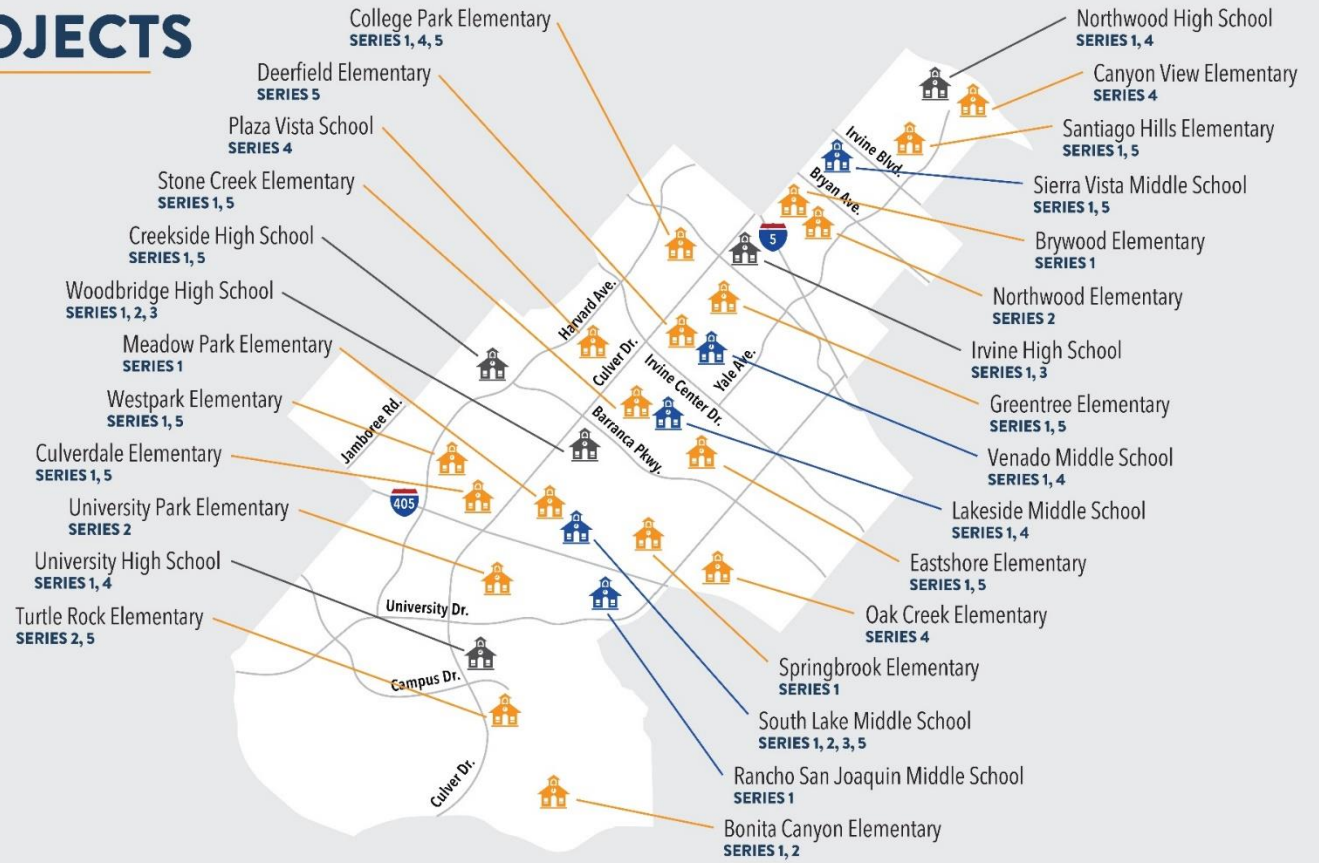 OJECTS
College Park Elementary
SERIES 1, 4, 5
Deerfield Elementary
SERIES 5
Plaza Vista School
SERIES 4
Stone Creek Elementary
SERIES 1, 5
Creekside High School
SERIES 1, 5
Woodbridge High School
SERIES 1, 2, 3
Meadow Park Elementary
SERIES 1
Westpark Elementary
SERIES 1, 5
Culverdale Elementary
SERIES 1, 5
University Park Elementary
SERIES 2
University High School
SERIES 1, 4
Turtle Rock Elementary
SERIES 2, 5
Irvine Blvd.
Bryan Ave.
5
Harvard Ave.
Culver Dr.
Irvine Center Dr.
Yale Ave.
Barranca Pkwy.
Jamboree Rd.
405
University Dr.
Campus Dr.
Culver Dr.
Northwood High School
SERIES 1, 4
Canyon View Elementary
SERIES 4
Santiago Hills Elementary
SERIES 1, 5
Sierra Vista Middle School
SERIES 1, 5
Brywood Elementary
SERIES 1
Northwood Elementary
SERIES 2
Irvine High School
SERIES 1, 3
Greentree Elementary
SERIES 1, 5
Venado Middle School
SERIES 1, 4
Lakeside Middle School
SERIES 1, 4
Eastshore Elementary
SERIES 1, 5
Oak Creek Elementary
SERIES 4
Springbrook Elementary
SERIES 1
South Lake Middle School
SERIES 1, 2, 3, 5
Rancho San Joaquin Middle School
SERIES 1
Bonita Canyon Elementary
SERIES 1, 2